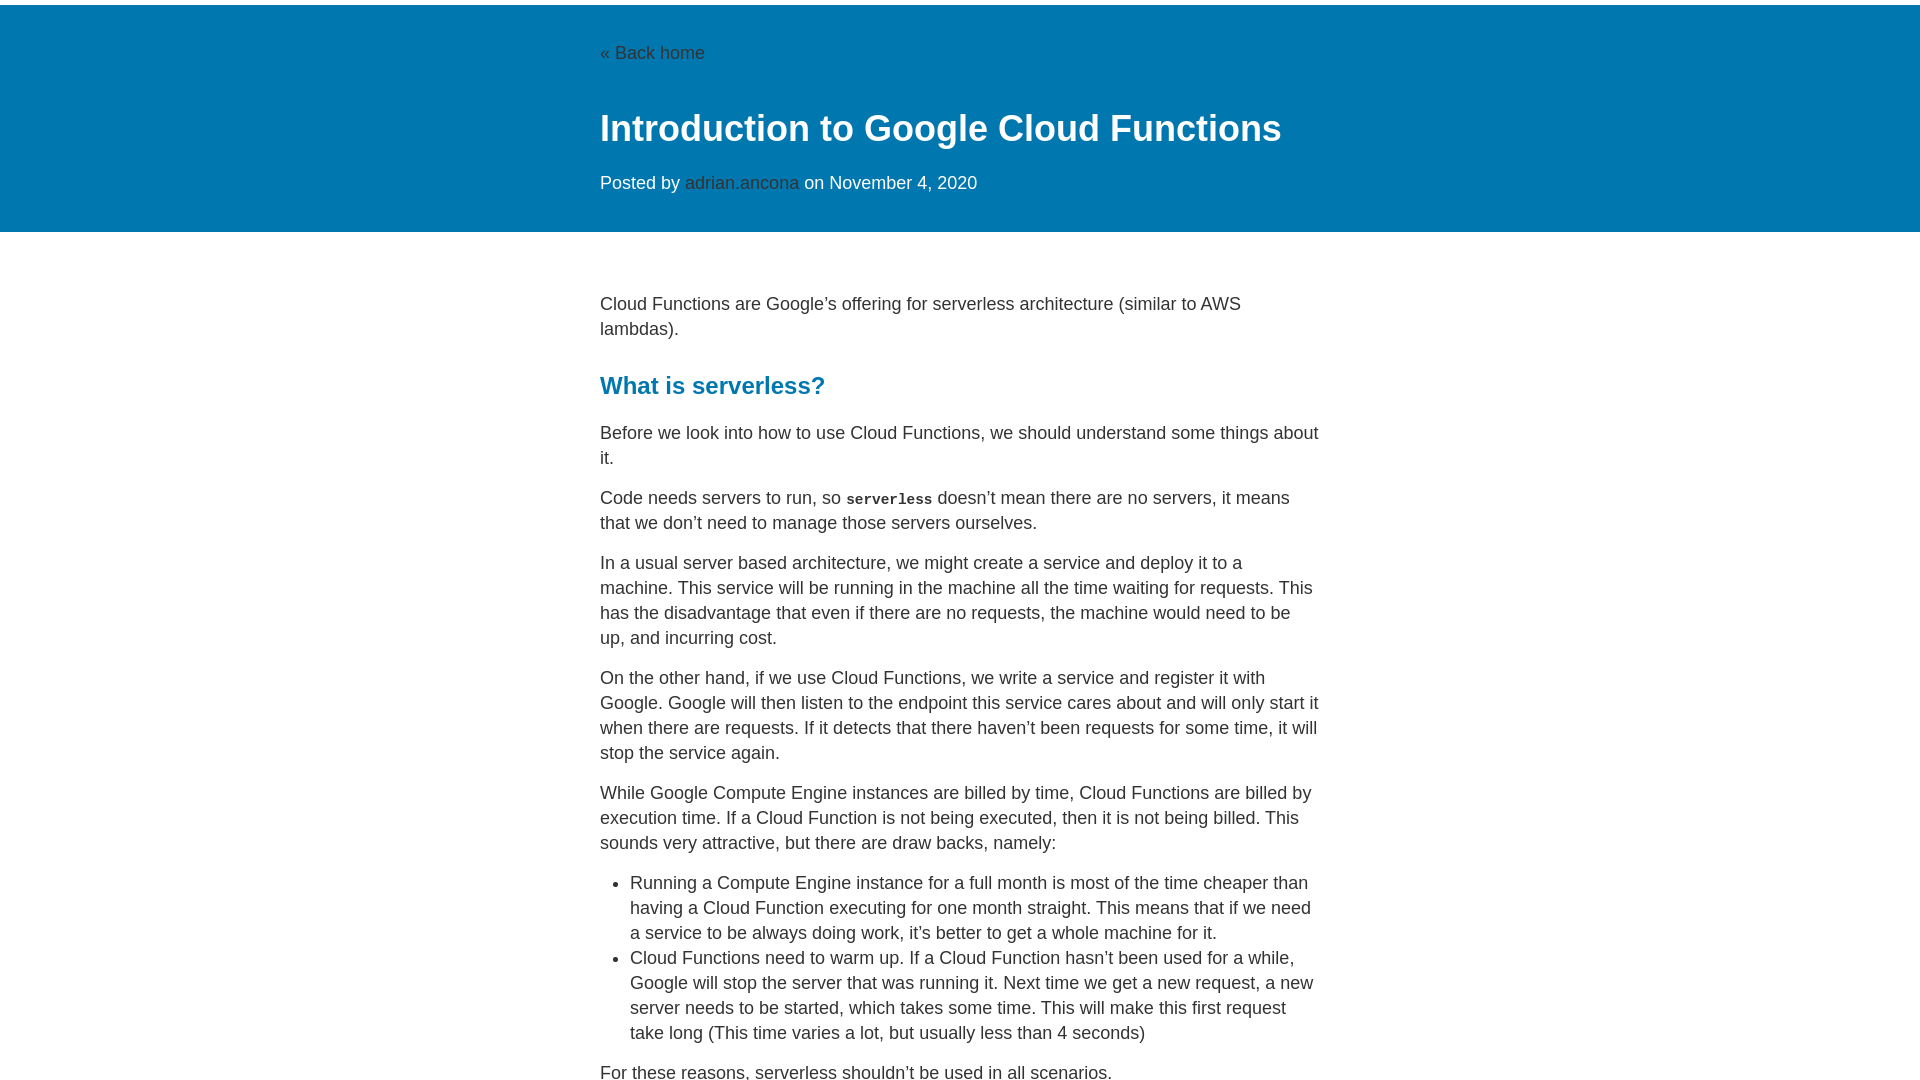 « Back home
Introduction to Google Cloud Functions
Posted by adrian.ancona on November 4, 2020
Cloud Functions are Google’s offering for serverless architecture (similar to AWS
lambdas).
What is serverless?
Before we look into how to use Cloud Functions, we should understand some things about
it.
Code needs servers to run, so serverless doesn’t mean there are no servers, it means
that we don’t need to manage those servers ourselves.
In a usual server based architecture, we might create a service and deploy it to a
machine. This service will be running in the machine all the time waiting for requests. This
has the disadvantage that even if there are no requests, the machine would need to be
up, and incurring cost.
On the other hand, if we use Cloud Functions, we write a service and register it with
Google. Google will then listen to the endpoint this service cares about and will only start it
when there are requests. If it detects that there haven’t been requests for some time, it will
stop the service again.
While Google Compute Engine instances are billed by time, Cloud Functions are billed by
execution time. If a Cloud Function is not being executed, then it is not being billed. This
sounds very attractive, but there are draw backs, namely:
• Running a Compute Engine instance for a full month is most of the time cheaper than
having a Cloud Function executing for one month straight. This means that if we need
a service to be always doing work, it’s better to get a whole machine for it.
• Cloud Functions need to warm up. If a Cloud Function hasn’t been used for a while,
Google will stop the server that was running it. Next time we get a new request, a new
server needs to be started, which takes some time. This will make this first request
take long (This time varies a lot, but usually less than 4 seconds)
For these reasons, serverless shouldn’t be used in all scenarios.